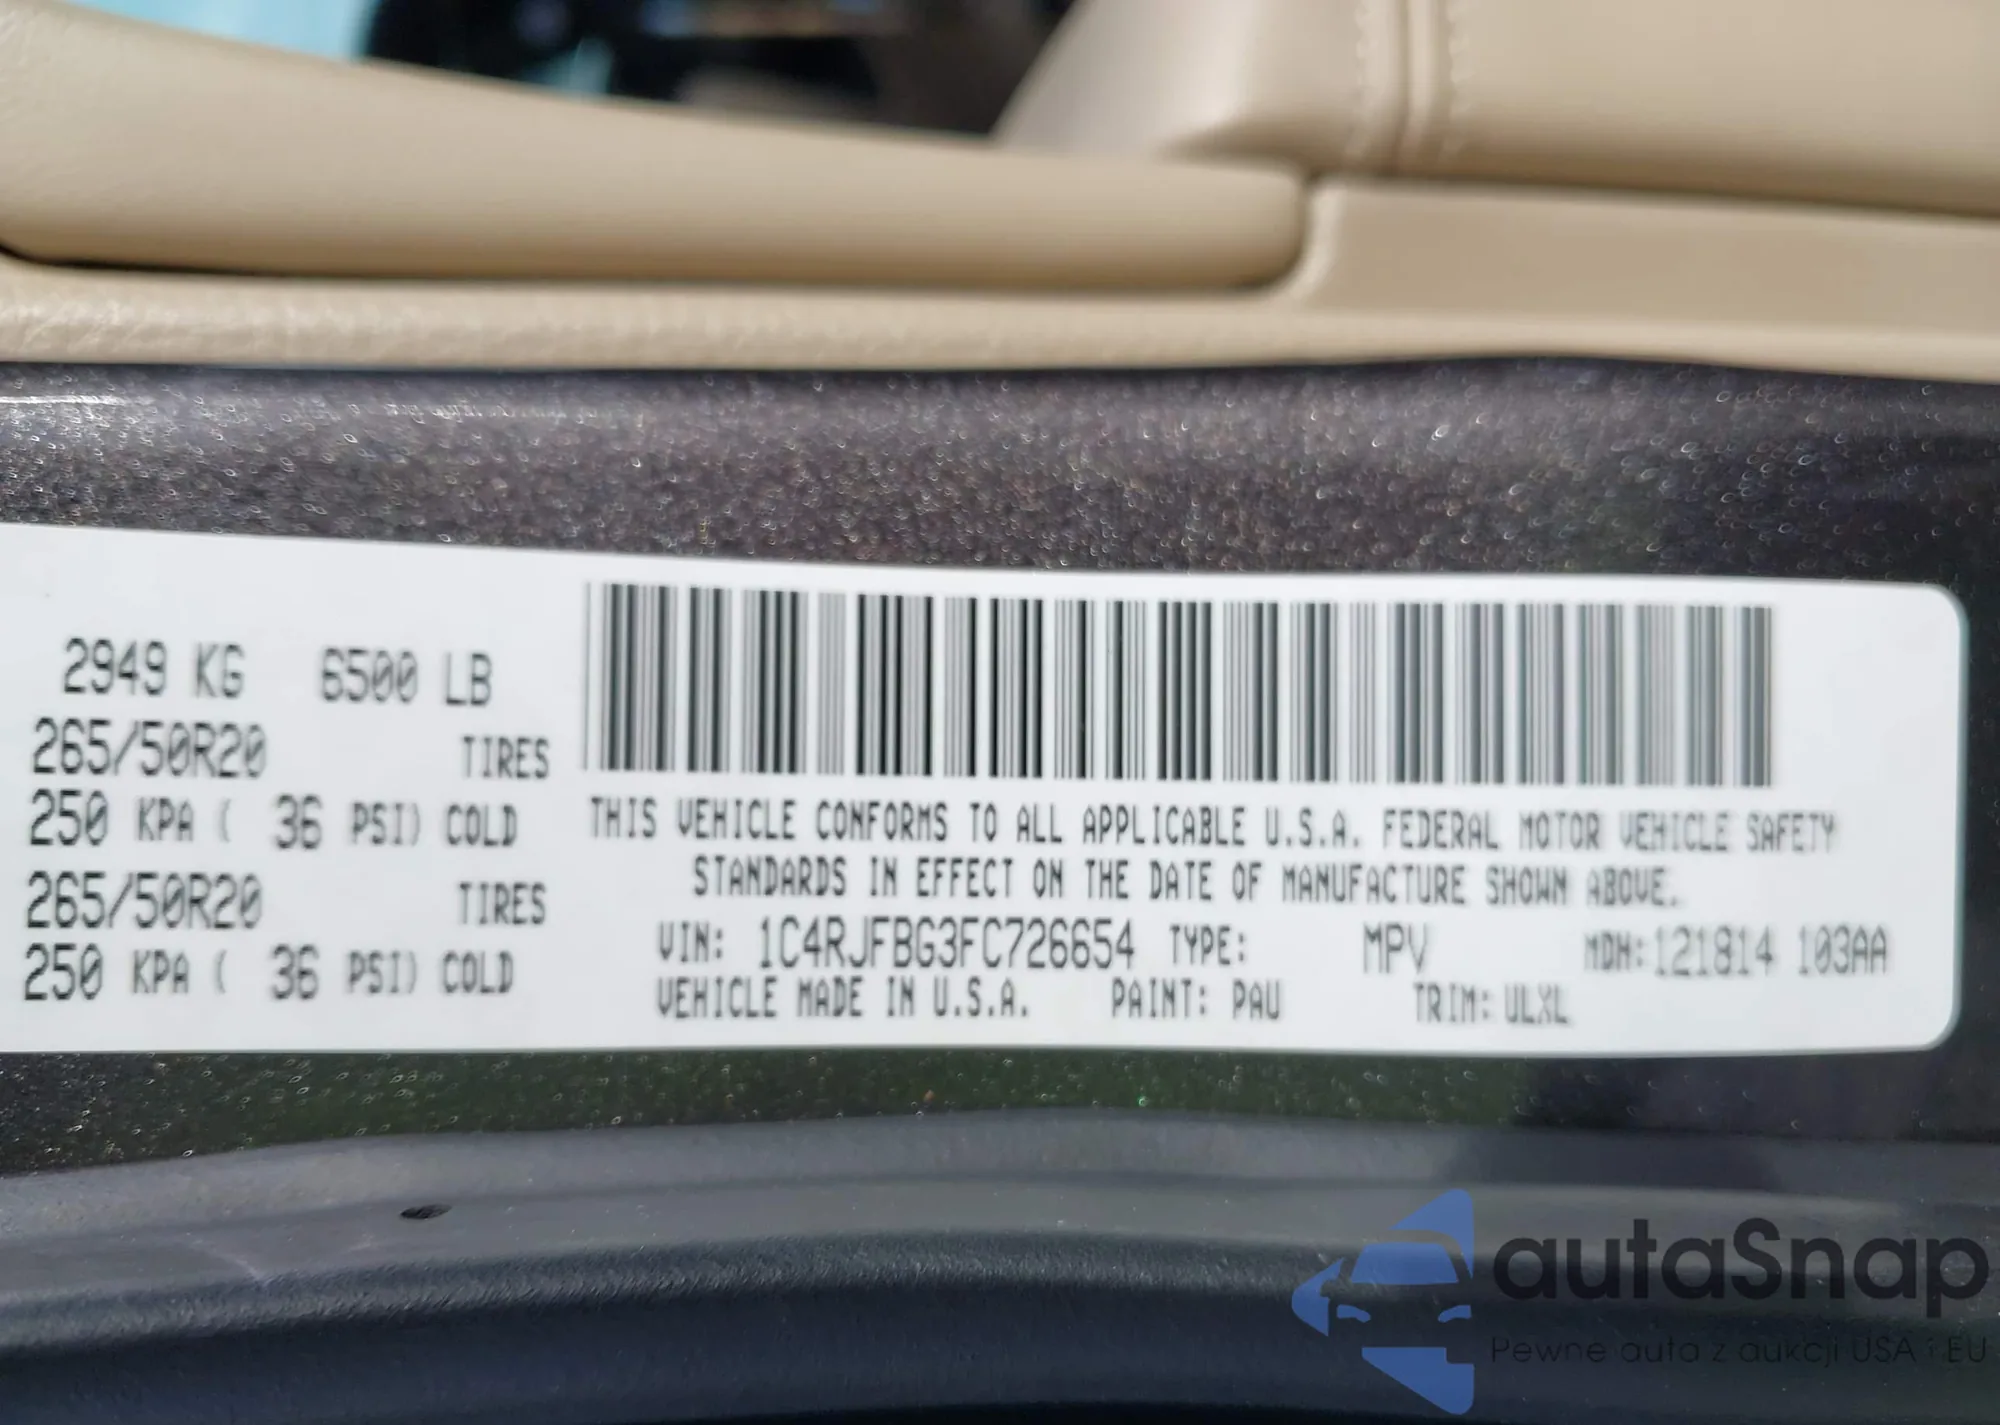 2949 KG 6500 LB
265/50R20 TIRES
250 KPA ( 36 PSI) COLD
265/50R20 TIRES
250 KPA ( 36 PSI) COLD
THIS VEHICLE CONFORMS TO ALL APPLICABLE U.S.A. FEDERAL MOTOR VEHICLE SAFETY
STANDARDS IN EFFECT ON THE DATE OF MANUFACTURE SHOWN ABOVE.
VIN: 1C4RJFBG3FC726654 TYPE: MPV MDH:121814 103AA
VEHICLE MADE IN U.S.A. PAINT: PAU TRIM: ULXL
autaSnap
Pewne auta z aukcji USA i EU